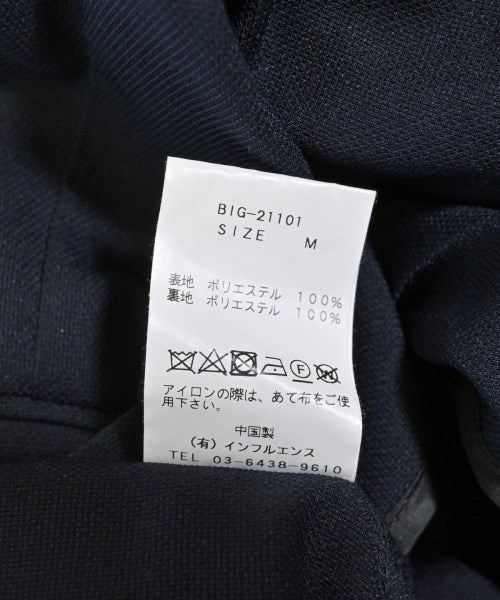 BIG-21101
SIZE M
表地 ポリエステル 100%
裏地 ポリエステル 100%
F W
アイロンの際は、あて布をご使
用下さい。
中国製
(有) インフルエンス
TEL 03-6438-9610